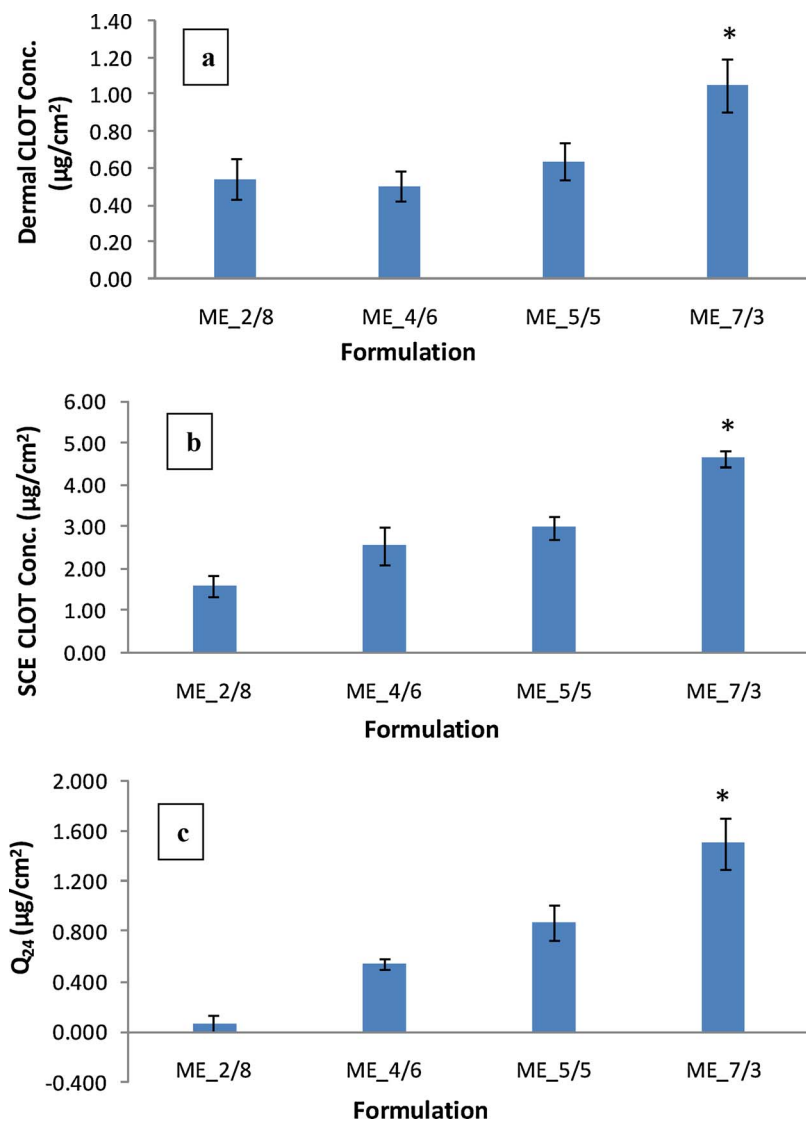 Dermal CLOT Conc.
(µg/cm²)
1.40
1.20
1.00
0.80
0.60
0.40
0.20
0.00
a
*
ME_2/8 ME_4/6 ME_5/5 ME_7/3
Formulation
SCE CLOT Conc. (µg/cm²)
6.00
5.00
4.00
3.00
2.00
1.00
0.00
b
*
ME_2/8 ME_4/6 ME_5/5 ME_7/3
Formulation
Q₂₄ (µg/cm²)
2.000
1.600
1.200
0.800
0.400
0.000
-0.400
c
*
ME_2/8 ME_4/6 ME_5/5 ME_7/3
Formulation